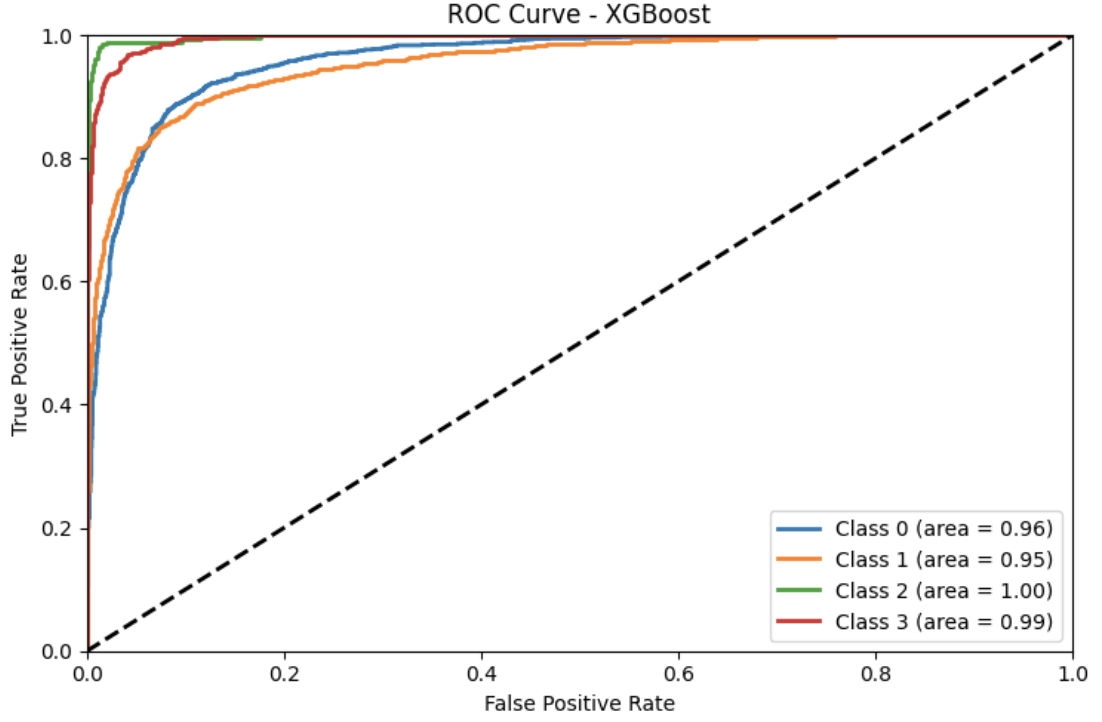 ROC Curve - XGBoost
1.0
0.8
0.6
0.4
0.2
0.0
True Positive Rate
0.0
0.2
0.4
0.6
0.8
1.0
False Positive Rate
Class 0 (area = 0.96)
Class 1 (area = 0.95)
Class 2 (area = 1.00)
Class 3 (area = 0.99)